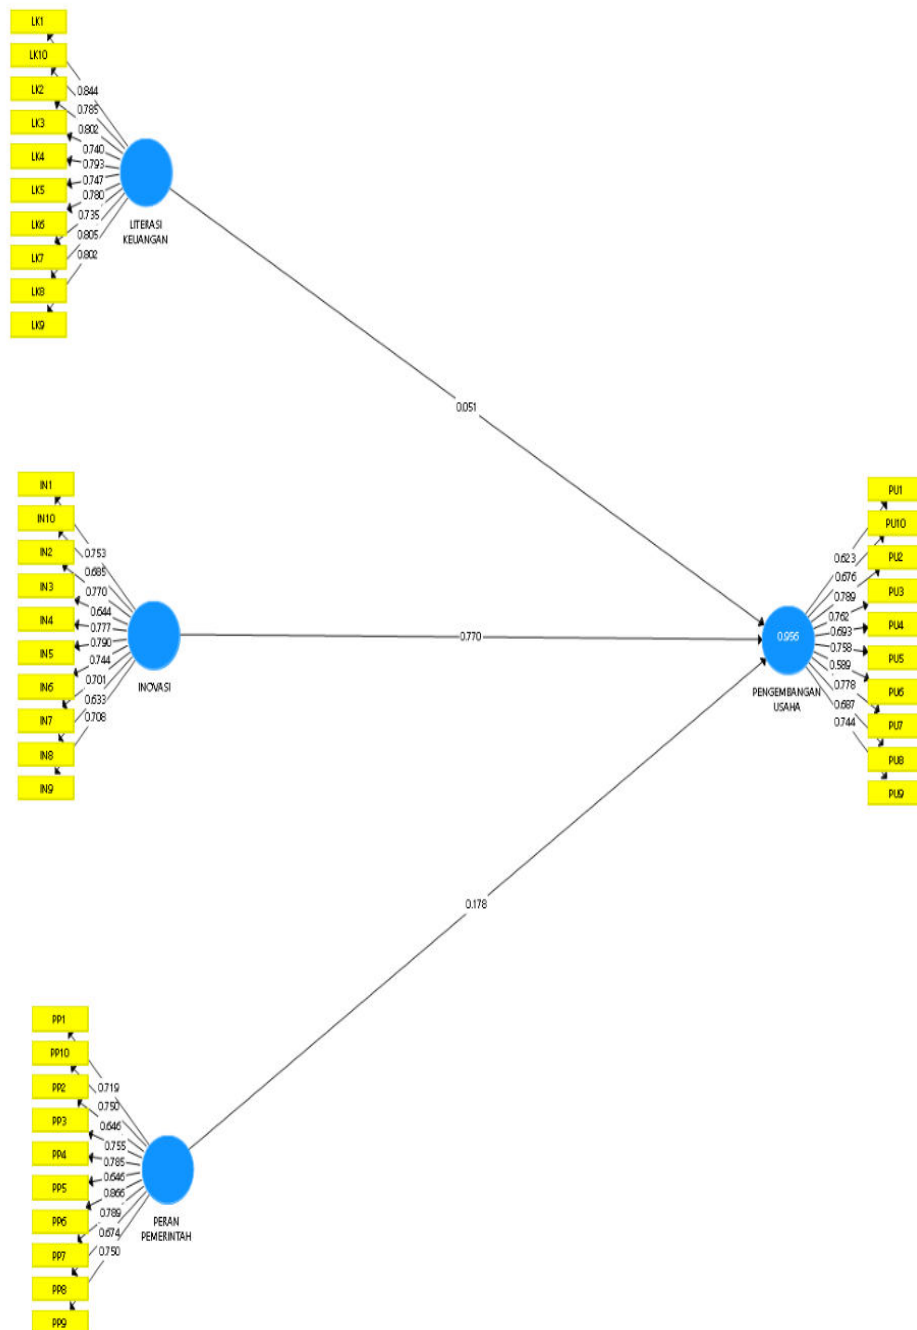 LK1
LK10
LK2
LK3
LK4
LK5
LK6
LK7
LK8
LK9
0.844
0.785
0.802
0.740
0.793
0.747
0.780
0.735
0.805
0.802
LITERASI
KEUANGAN
0.051
IN1
IN10
IN2
IN3
IN4
IN5
IN6
IN7
IN8
IN9
0.753
0.685
0.770
0.644
0.777
0.790
0.744
0.701
0.633
0.708
INOVASI
0.770
0.956
PENGEMBANGAN
USAHA
0.623
0.676
0.789
0.762
0.693
0.758
0.589
0.778
0.687
0.744
PU1
PU10
PU2
PU3
PU4
PU5
PU6
PU7
PU8
PU9
0.178
PP1
PP10
PP2
PP3
PP4
PP5
PP6
PP7
PP8
PP9
0.719
0.750
0.646
0.755
0.785
0.646
0.866
0.789
0.674
0.750
PERAN
PEMERINTAH